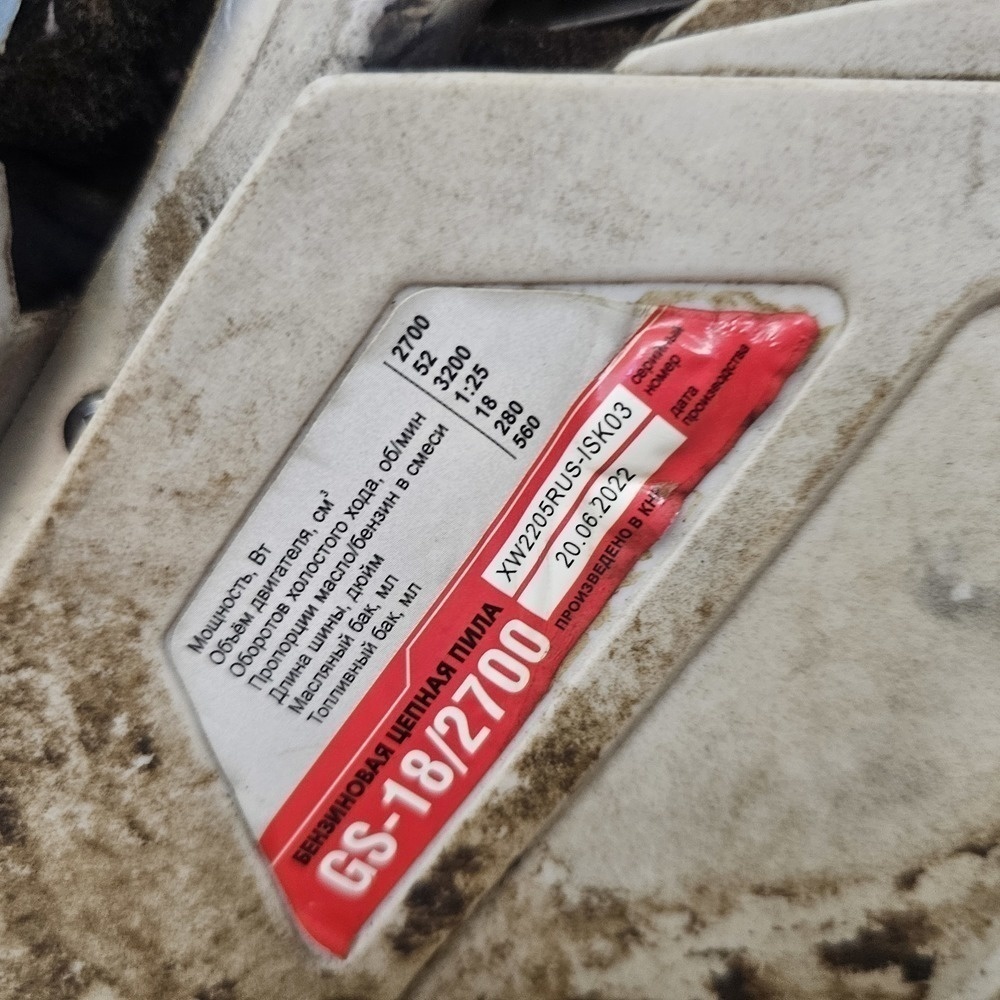 Мощность, Вт 2700
Объём двигателя, см³ 52
Оборотов холостого хода, об/мин 3200
Пропорции масло/бензин в смеси 1:25
Длина шины, дюйм 18
Масляный бак, мл 280
Топливный бак, мл 560
БЕНЗИНОВАЯ ЦЕПНАЯ ПИЛА
GS-18/2700
XW2205RUS-ISK03
серийный
номер
20.06.2022
дата
производства
ПРОИЗВЕДЕНО В КНР